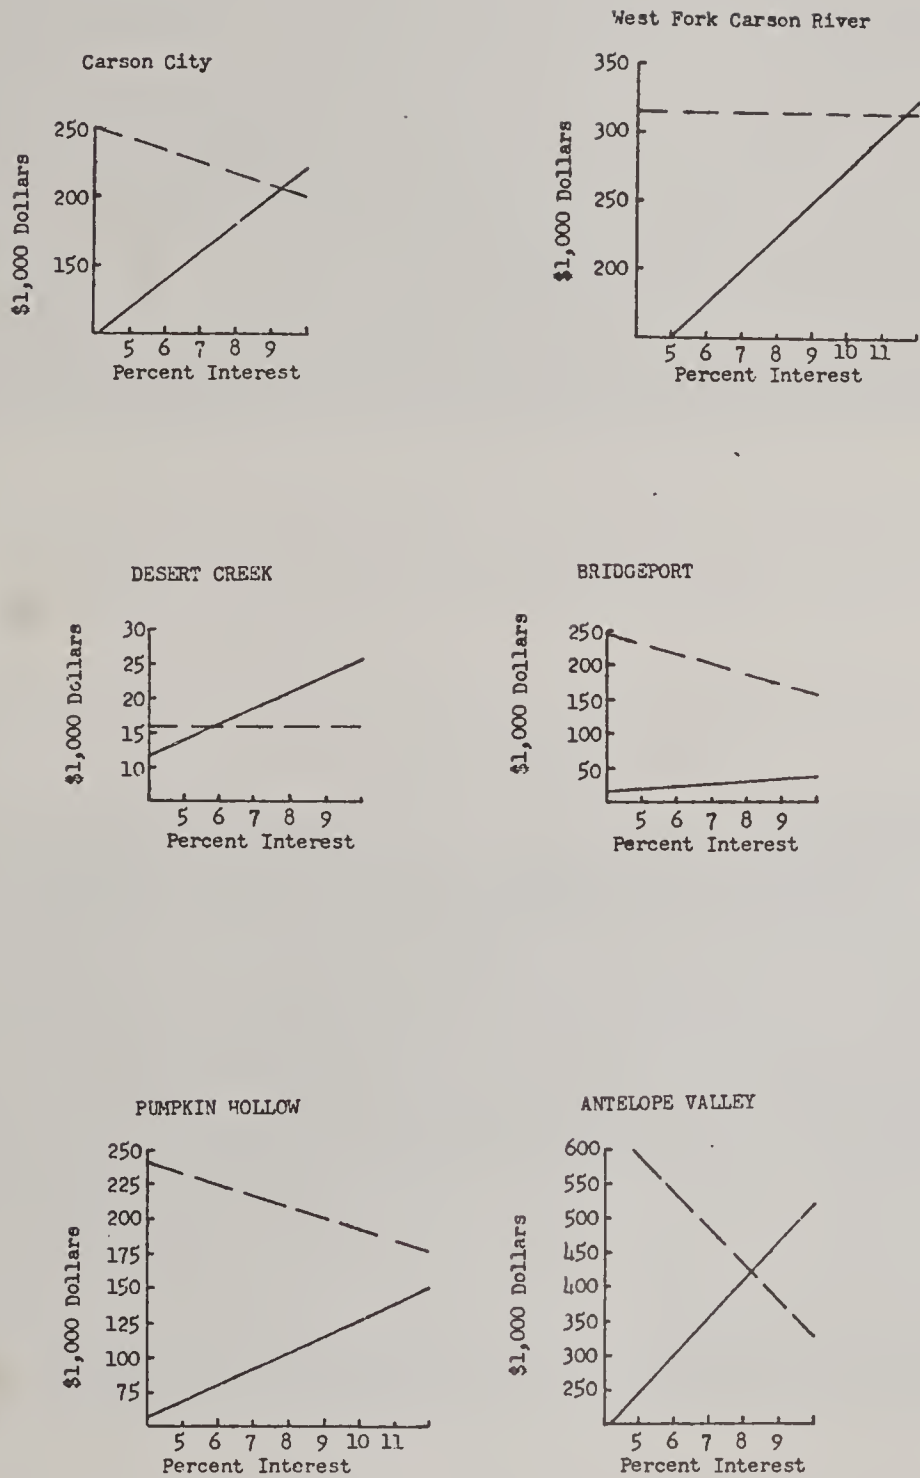 Carson City
$1,000 Dollars
250
200
150
5 6 7 8 9
Percent Interest
West Fork Carson River
$1,000 Dollars
350
300
250
200
5 6 7 8 9 10 11
Percent Interest
DESERT CREEK
$1,000 Dollars
30
25
20
15
10
5 6 7 8 9
Percent Interest
BRIDGEPORT
$1,000 Dollars
250
200
150
100
50
5 6 7 8 9
Percent Interest
PUMPKIN HOLLOW
$1,000 Dollars
250
225
200
175
150
125
100
75
5 6 7 8 9 10 11
Percent Interest
ANTELOPE VALLEY
$1,000 Dollars
600
550
500
450
400
350
300
250
5 6 7 8 9
Percent Interest